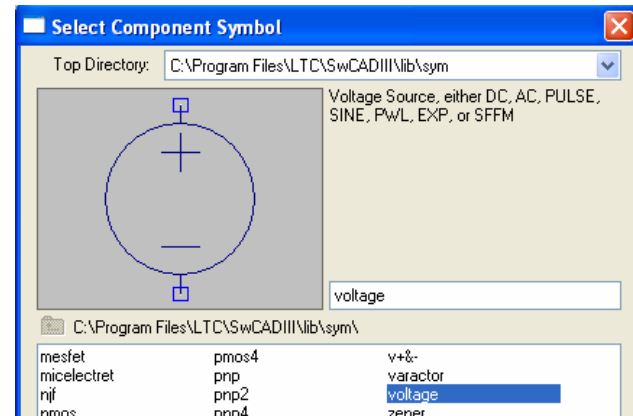 Select Component Symbol
Top Directory: C:\Program Files\LTC\SwCADIII\lib\sym
Voltage Source, either DC, AC, PULSE,
SINE, PWL, EXP, or SFFM
voltage
C:\Program Files\LTC\SwCADIII\lib\sym\
mesfet pmos4 v+&-
micelectret pnp varactor
njf pnp2 voltage
nmos pnp4 zener